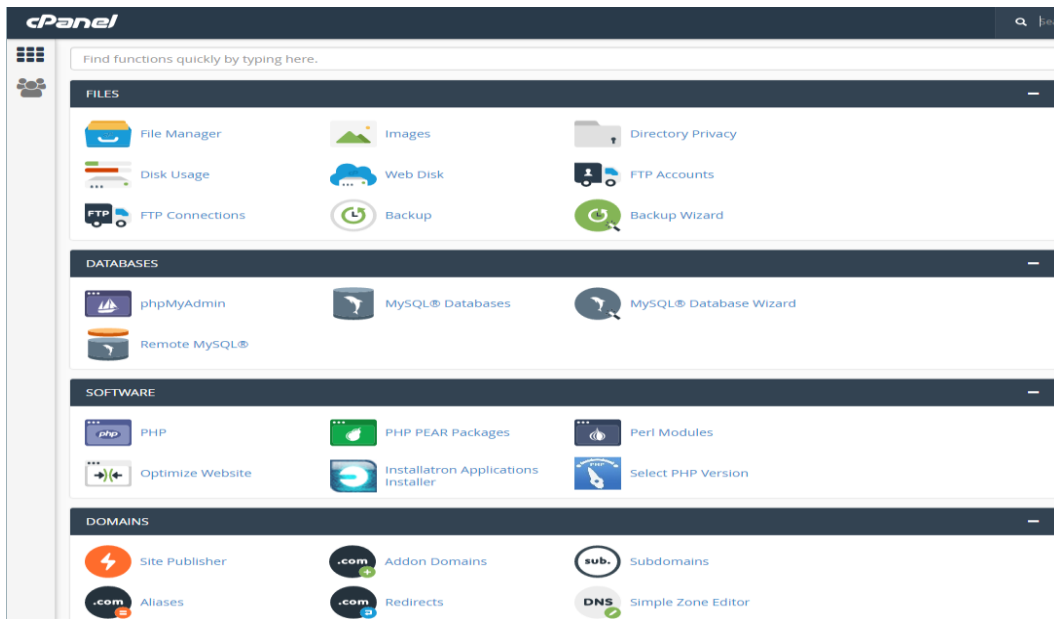 cPanel
Find functions quickly by typing here.
FILES
File Manager
Images
Directory Privacy
Disk Usage
Web Disk
FTP Accounts
FTP
FTP Connections
Backup
Backup Wizard
DATABASES
phpMyAdmin
MySQL® Databases
MySQL® Database Wizard
Remote MySQL®
SOFTWARE
php
PHP
PHP PEAR Packages
Perl Modules
Optimize Website
Installatron Applications
Installer
PHP
Select PHP Version
DOMAINS
Site Publisher
.com
Addon Domains
sub.
Subdomains
.com
Aliases
.com
Redirects
DNS
Simple Zone Editor